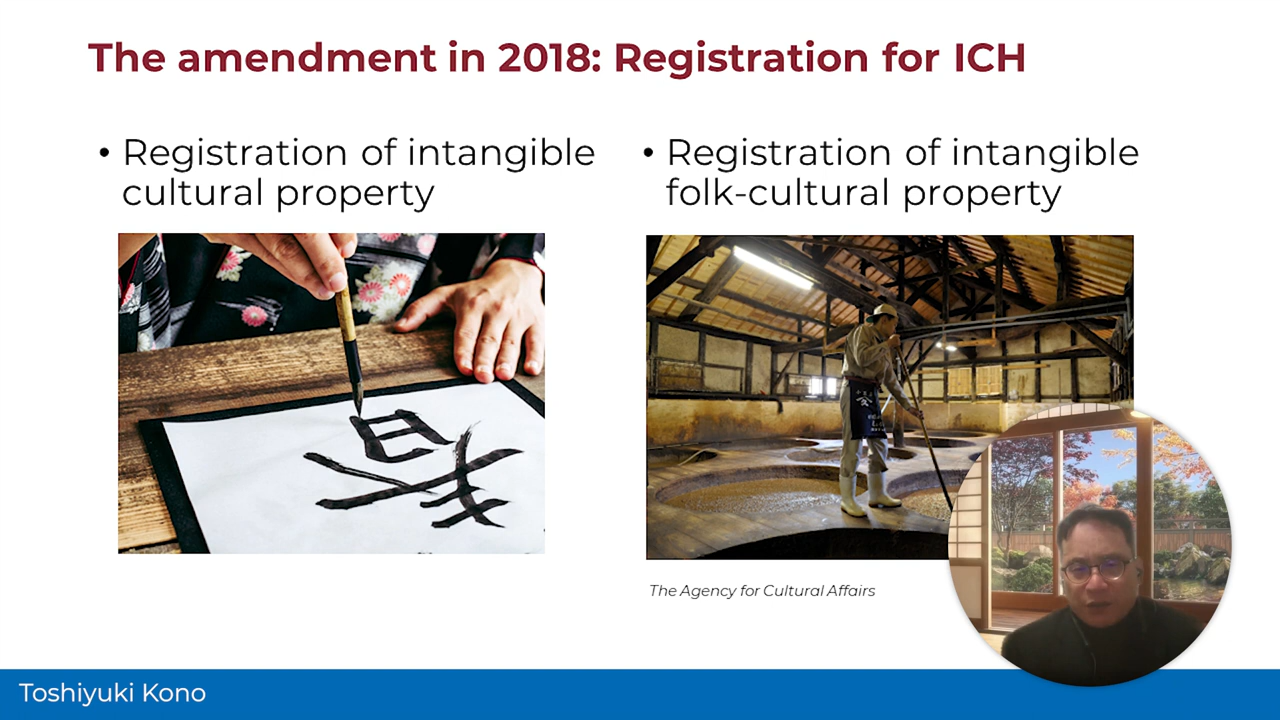 The amendment in 2018: Registration for ICH
• Registration of intangible
cultural property
• Registration of intangible
folk-cultural property
The Agency for Cultural Affairs
Toshiyuki Kono